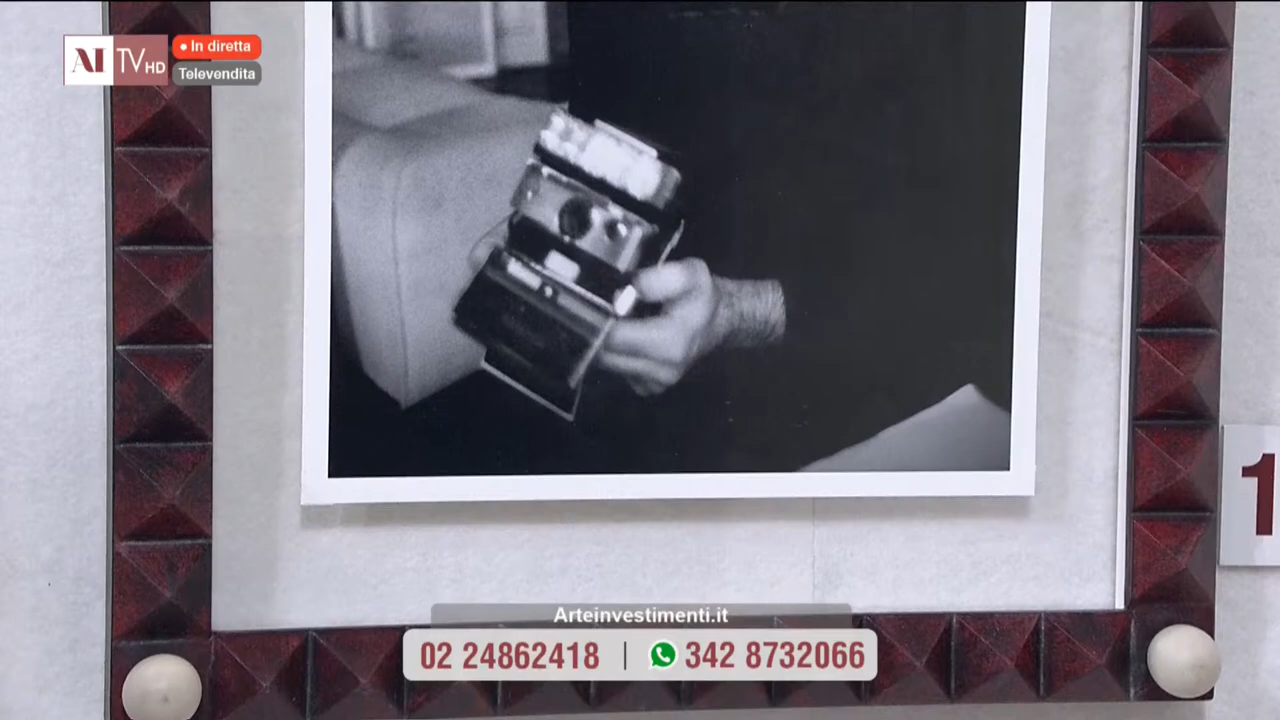 AI TV HD
• In diretta
Televendita
1
Arteinvestimenti.it
02 24862418 | 342 8732066